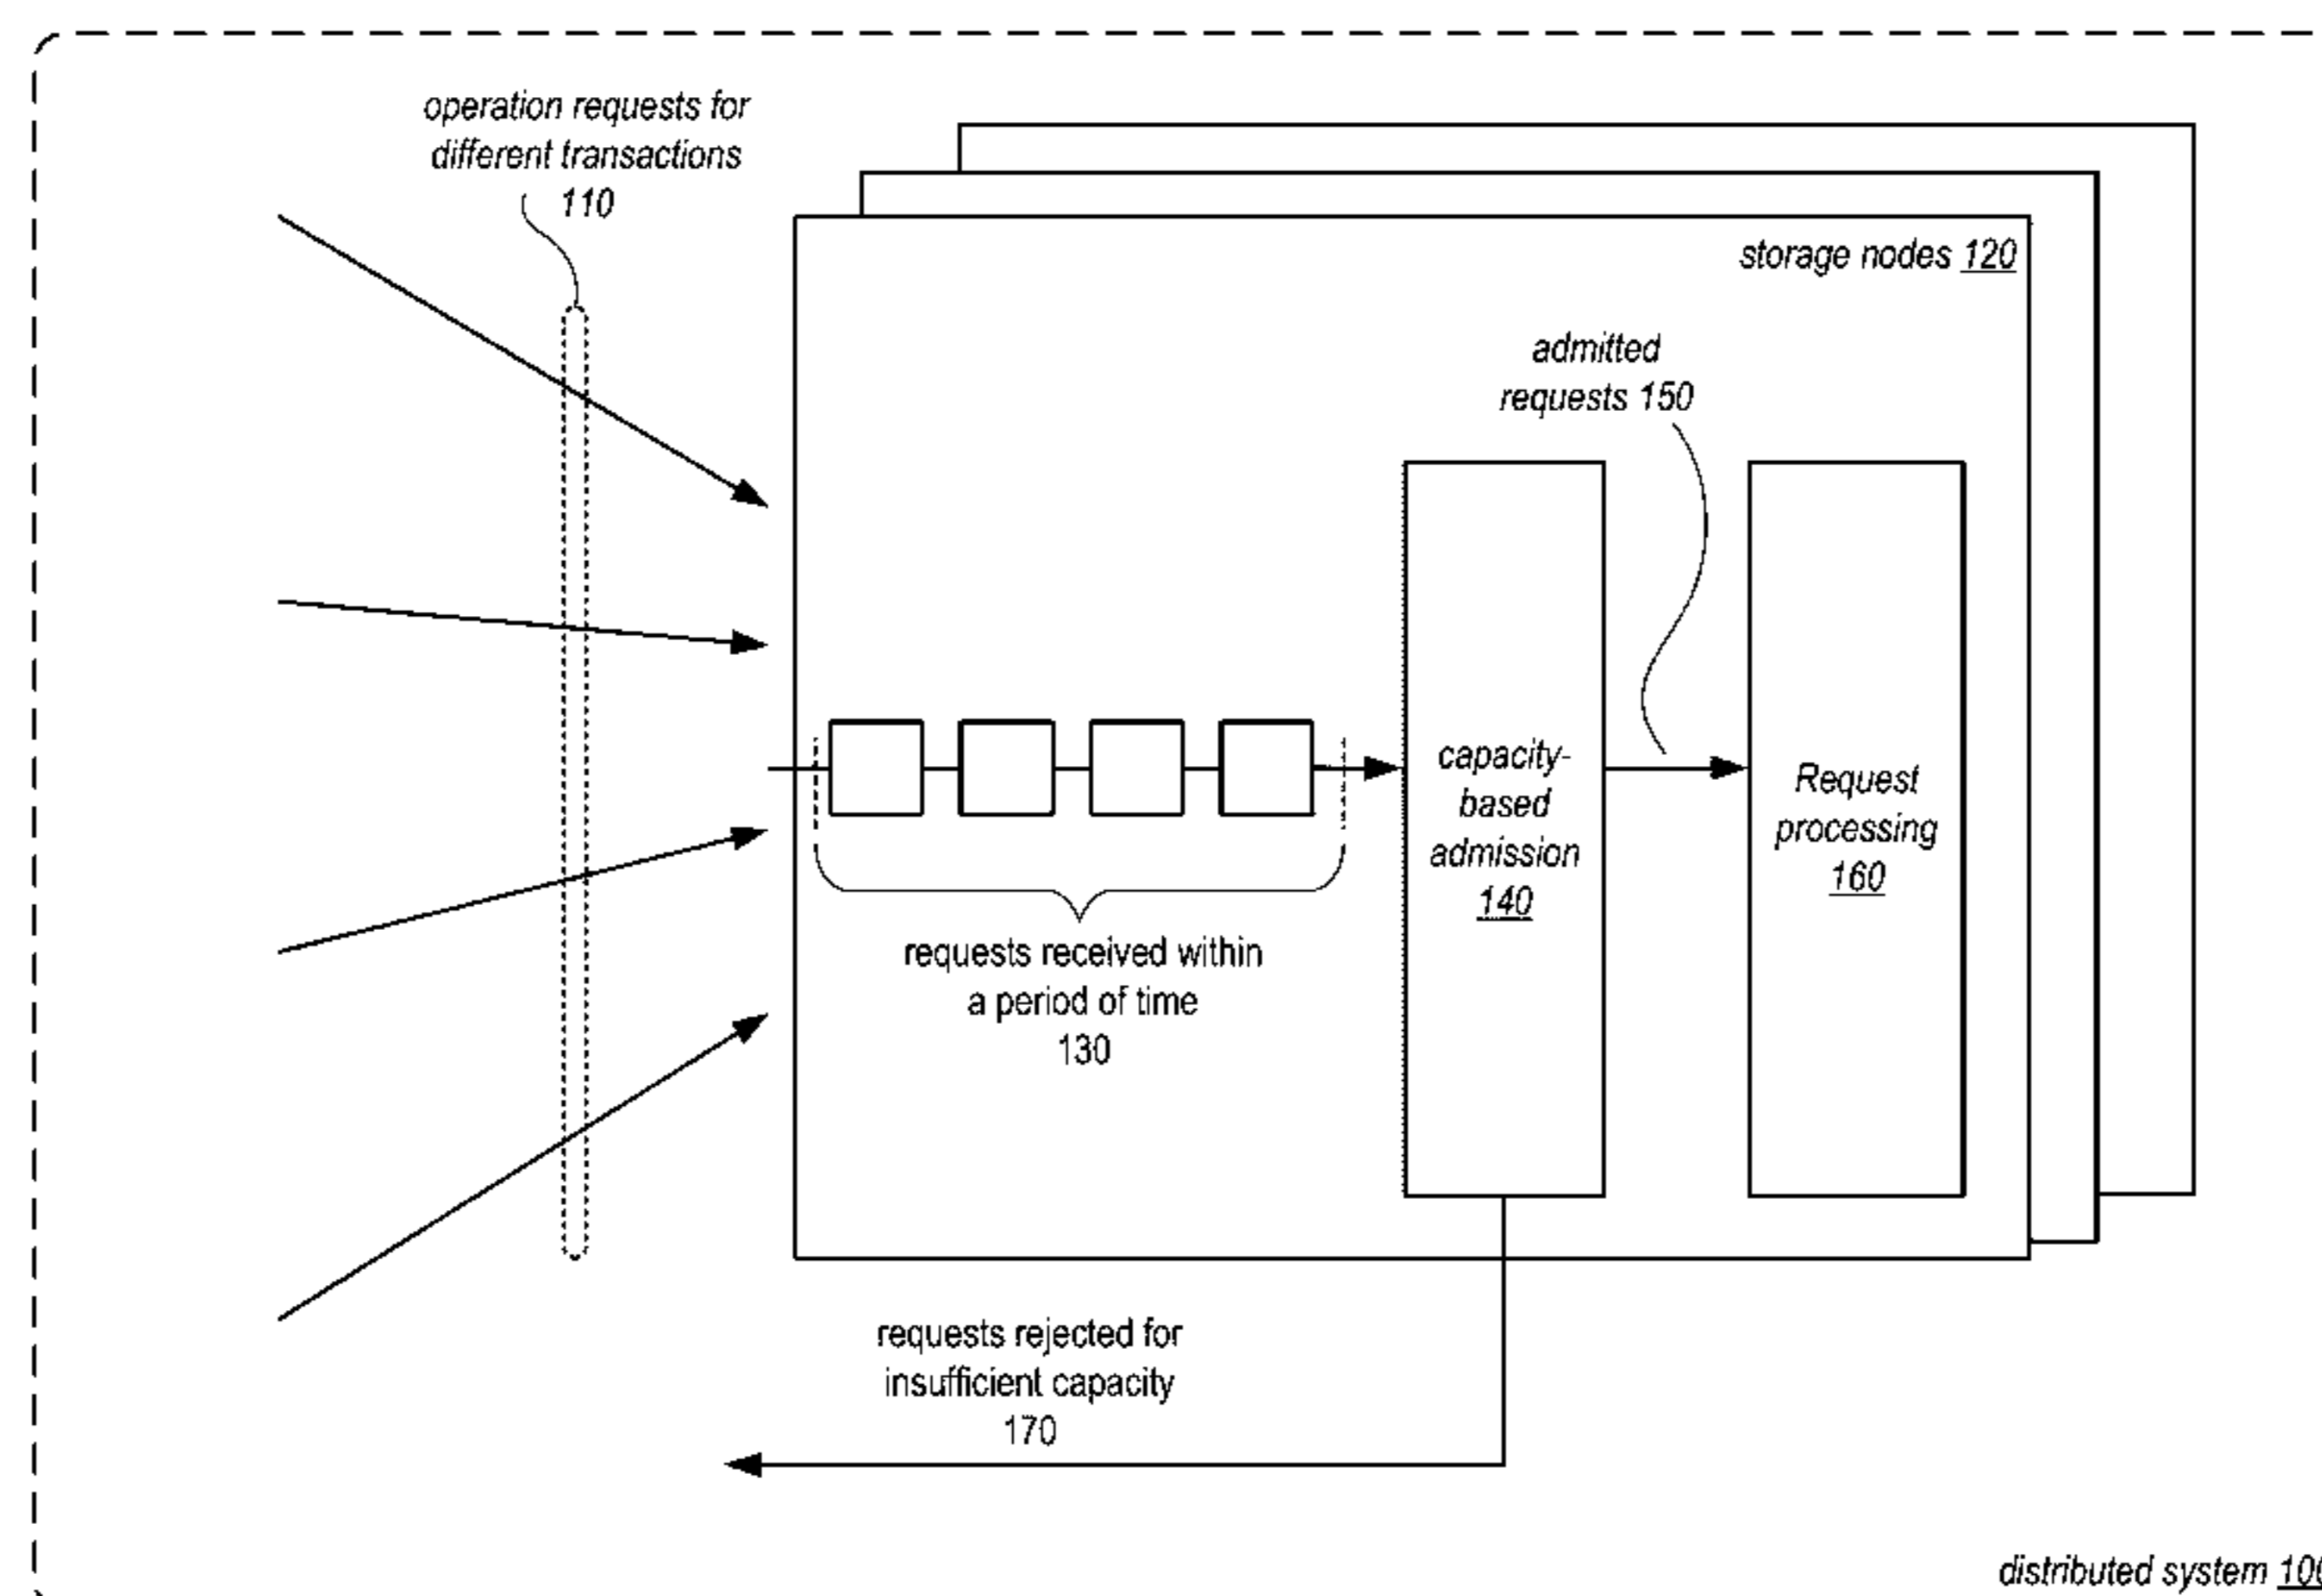 operation requests for
different transactions
110
storage nodes 120
admitted
requests 150
capacity-
based
admission
140
Request
processing
160
requests received within
a period of time
130
requests rejected for
insufficient capacity
170
distributed system 100